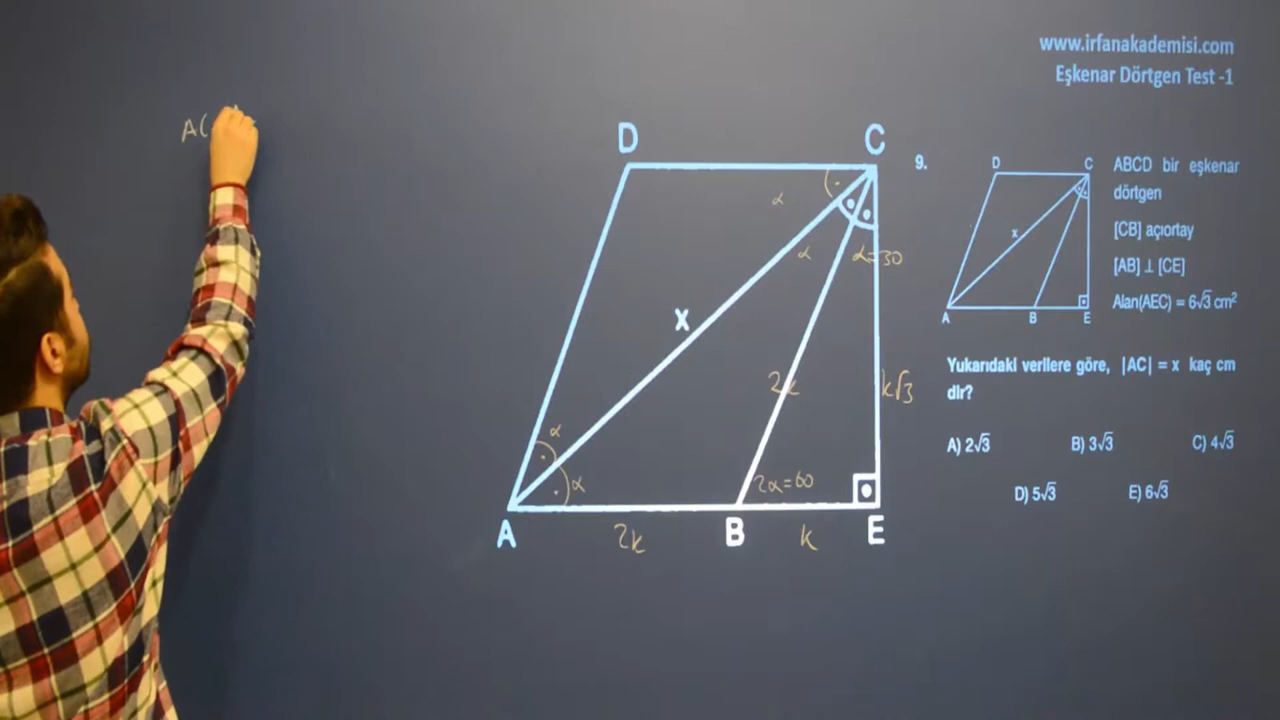 www.irfanakademisi.com
Eşkenar Dörtgen Test -1
A(
D
C
α
α
α=30
x
2k
k√3
α
α
2α=60
A
B
E
2k
k
9.
D
C
x
A
B
E
ABCD bir eşkenar
dörtgen
[CB] açıortay
[AB] ⊥ [CE]
Alan(AEC) = 6√3 cm²
Yukarıdaki verilere göre, |AC| = x kaç cm
dir?
A) 2√3 B) 3√3 C) 4√3
D) 5√3 E) 6√3